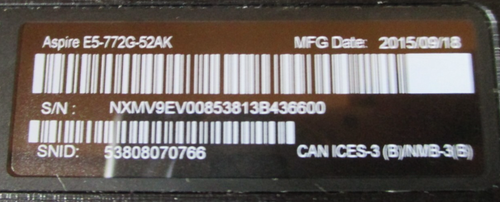 Aspire E5-772G-52AK MFG Date: 2015/09/18
S/N : NXMV9EV00853813B436600
SNID: 53808070766 CAN ICES-3 (B)/NMB-3(B)